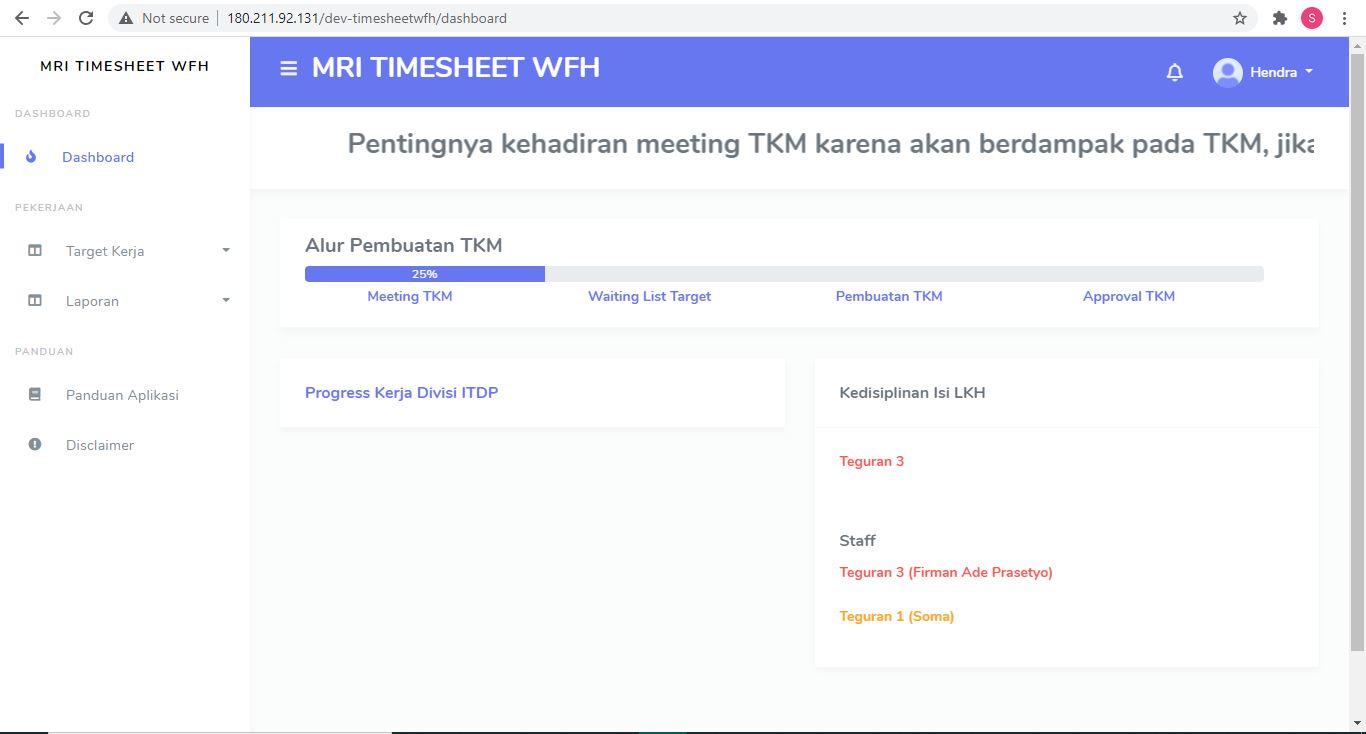 Not secure
180.211.92.131/dev-timesheetwfh/dashboard
S
MRI TIMESHEET WFH
DASHBOARD
Dashboard
PEKERJAAN
Target Kerja
Laporan
PANDUAN
Panduan Aplikasi
Disclaimer
MRI TIMESHEET WFH
Hendra
Pentingnya kehadiran meeting TKM karena akan berdampak pada TKM, jika
Alur Pembuatan TKM
25%
Meeting TKM Waiting List Target Pembuatan TKM Approval TKM
Progress Kerja Divisi ITDP
Kedisiplinan Isi LKH
Teguran 3
Staff
Teguran 3 (Firman Ade Prasetyo)
Teguran 1 (Soma)